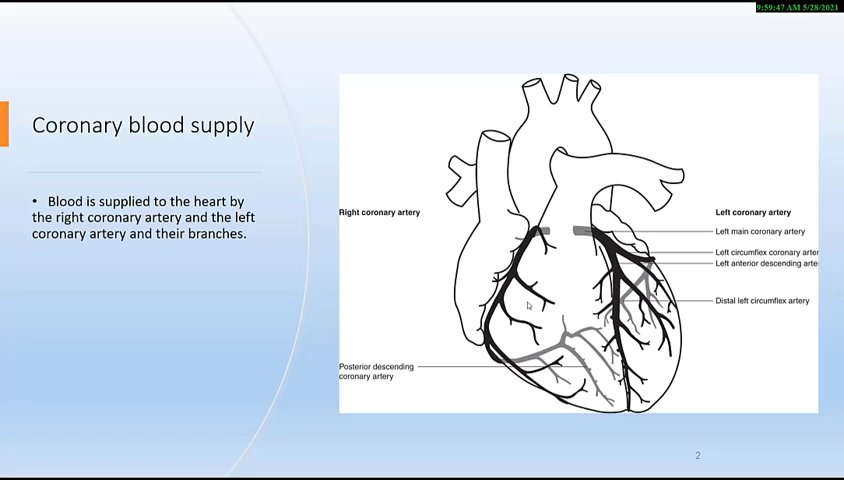 9:59:47 AM 5/28/2021
Coronary blood supply
• Blood is supplied to the heart by
the right coronary artery and the left
coronary artery and their branches.
Right coronary artery
Left coronary artery
Left main coronary artery
Left circumflex coronary arter
Left anterior descending arte
Distal left circumflex artery
Posterior descending
coronary artery
2